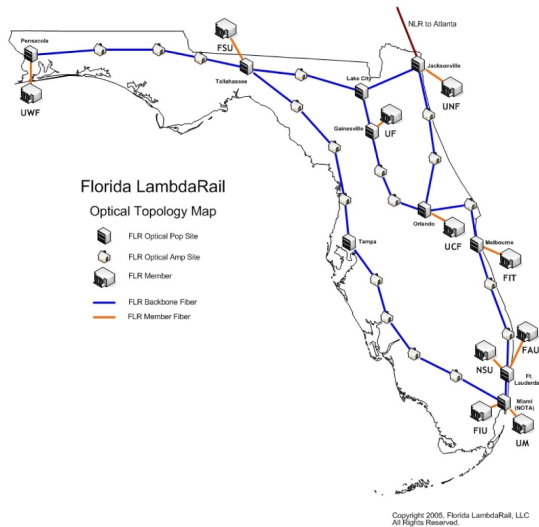 NLR to Atlanta
Pensacola
FSU
Jacksonville
Tallahassee
Lake City
UWF
UNF
Gainesville
UF
Florida LambdaRail
Optical Topology Map
FLR Optical Pop Site
FLR Optical Amp Site
FLR Member
FLR Backbone Fiber
FLR Member Fiber
Orlando
UCF
Tampa
Melbourne
FIT
FAU
NSU
Ft.
Lauderda
Miami
(NOTA)
FIU
UM
Copyright 2005, Florida LambdaRail, LLC
All Rights Reserved.